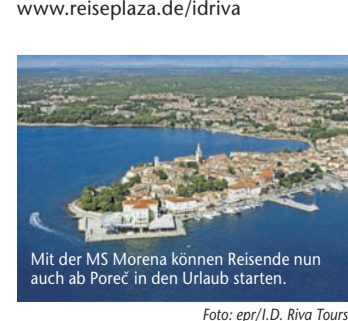 www.reiseplaza.de/idriva
Mit der MS Morena können Reisende nun
auch ab Poreč in den Urlaub starten.
Foto: epr/I.D. Riva Tours